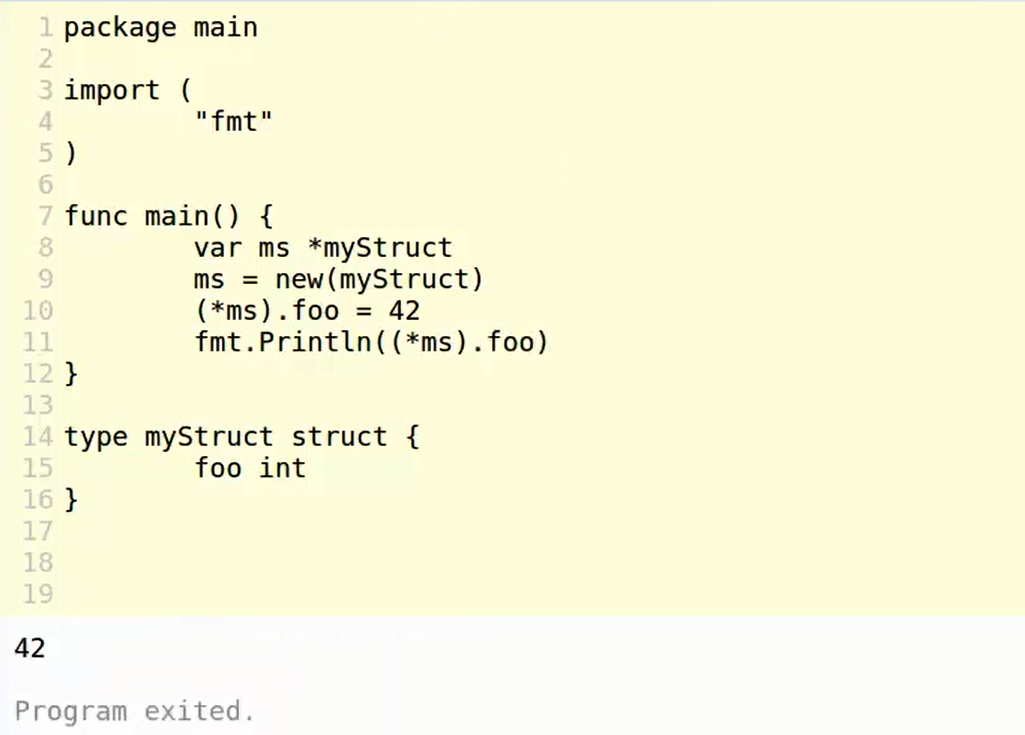 1 package main
2
3 import (
4         "fmt"
5 )
6
7 func main() {
8         var ms *myStruct
9         ms = new(myStruct)
10         (*ms).foo = 42
11         fmt.Println((*ms).foo)
12 }
13
14 type myStruct struct {
15         foo int
16 }
17
18
19
42
Program exited.